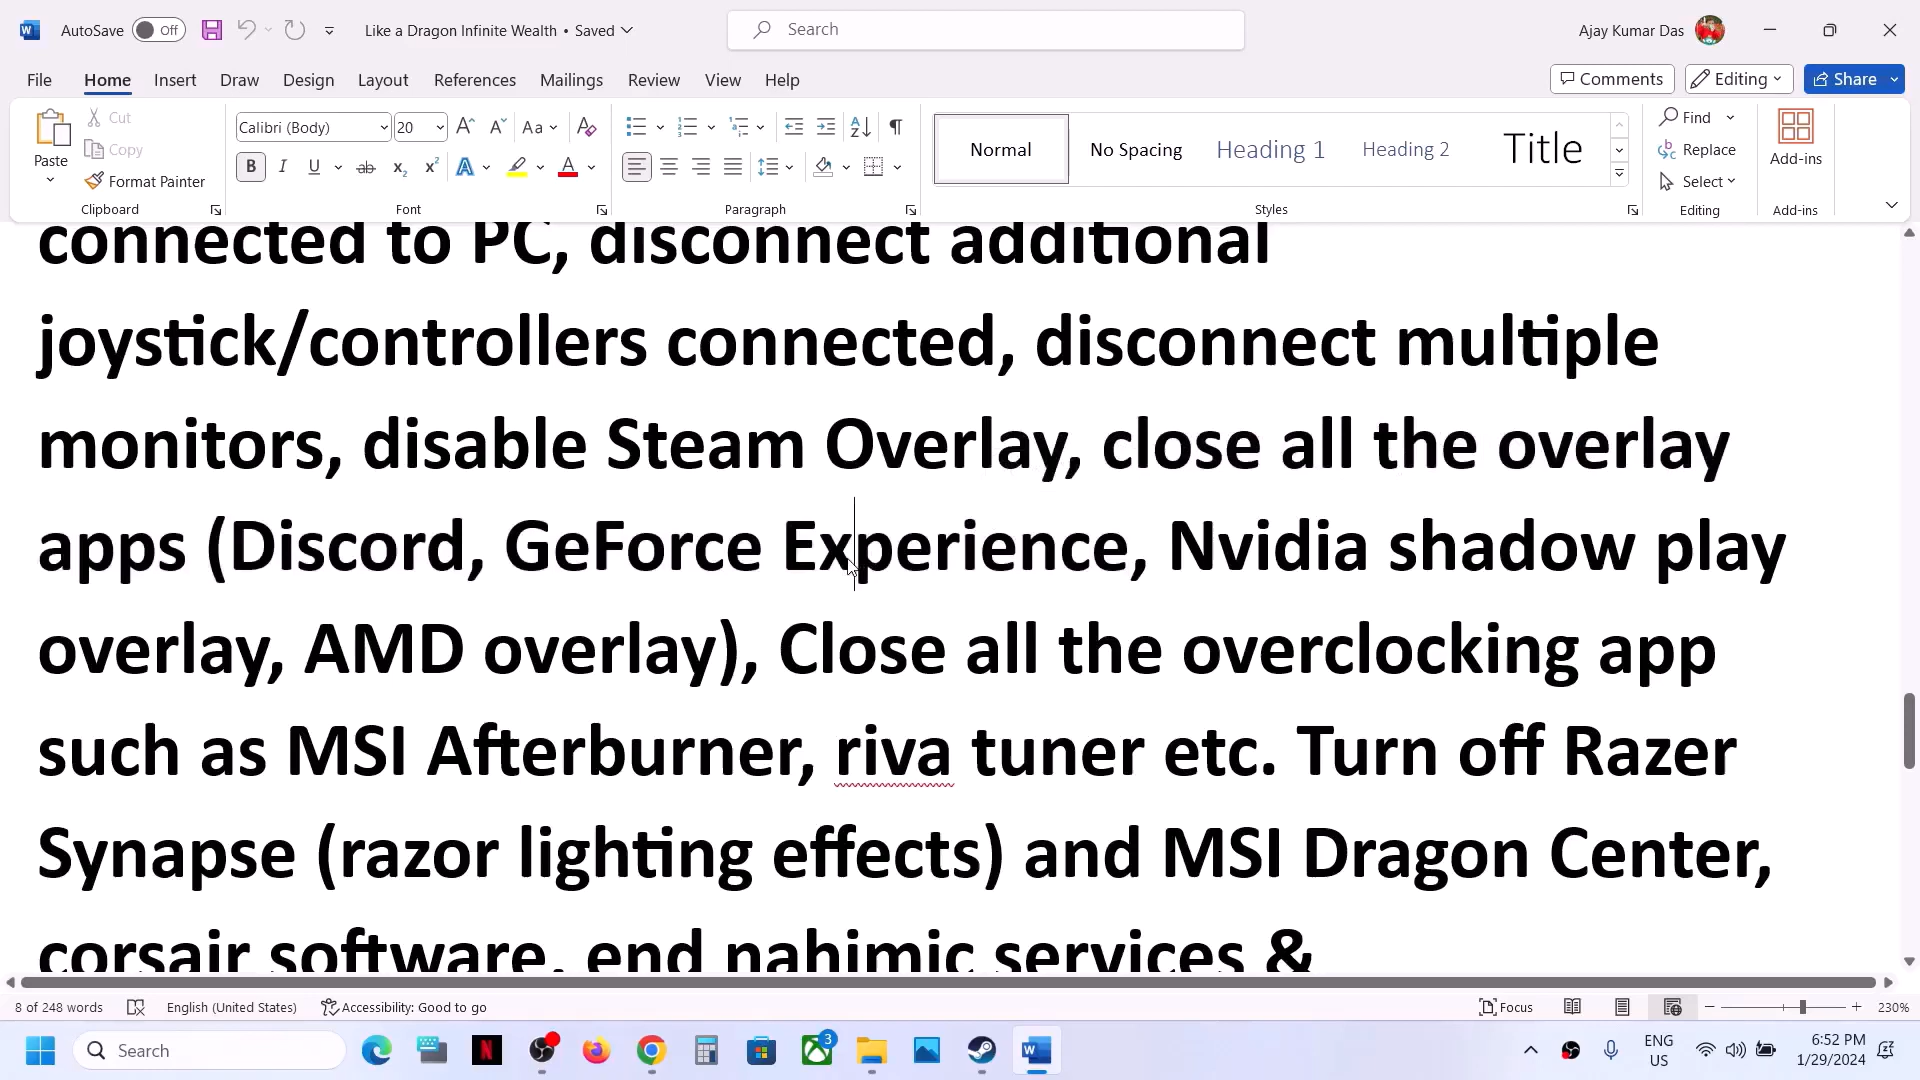 AutoSave Off Like a Dragon Infinite Wealth • Saved Search Ajay Kumar Das
File Home Insert Draw Design Layout References Mailings Review View Help Comments Editing Share
Paste Cut Copy Format Painter Clipboard
Calibri (Body) 20 Aa B I U ab x₂ x² A A Font
Paragraph
Normal No Spacing Heading 1 Heading 2 Title Styles
Find Replace Select Editing
Add-ins Add-ins
connected to PC, disconnect additional
joystick/controllers connected, disconnect multiple
monitors, disable Steam Overlay, close all the overlay
apps (Discord, GeForce Experience, Nvidia shadow play
overlay, AMD overlay), Close all the overclocking app
such as MSI Afterburner, riva tuner etc. Turn off Razer
Synapse (razor lighting effects) and MSI Dragon Center,
corsair software, end nahimic services &
8 of 248 words English (United States) Accessibility: Good to go Focus 230%
Search 3 ENG US 6:52 PM 1/29/2024